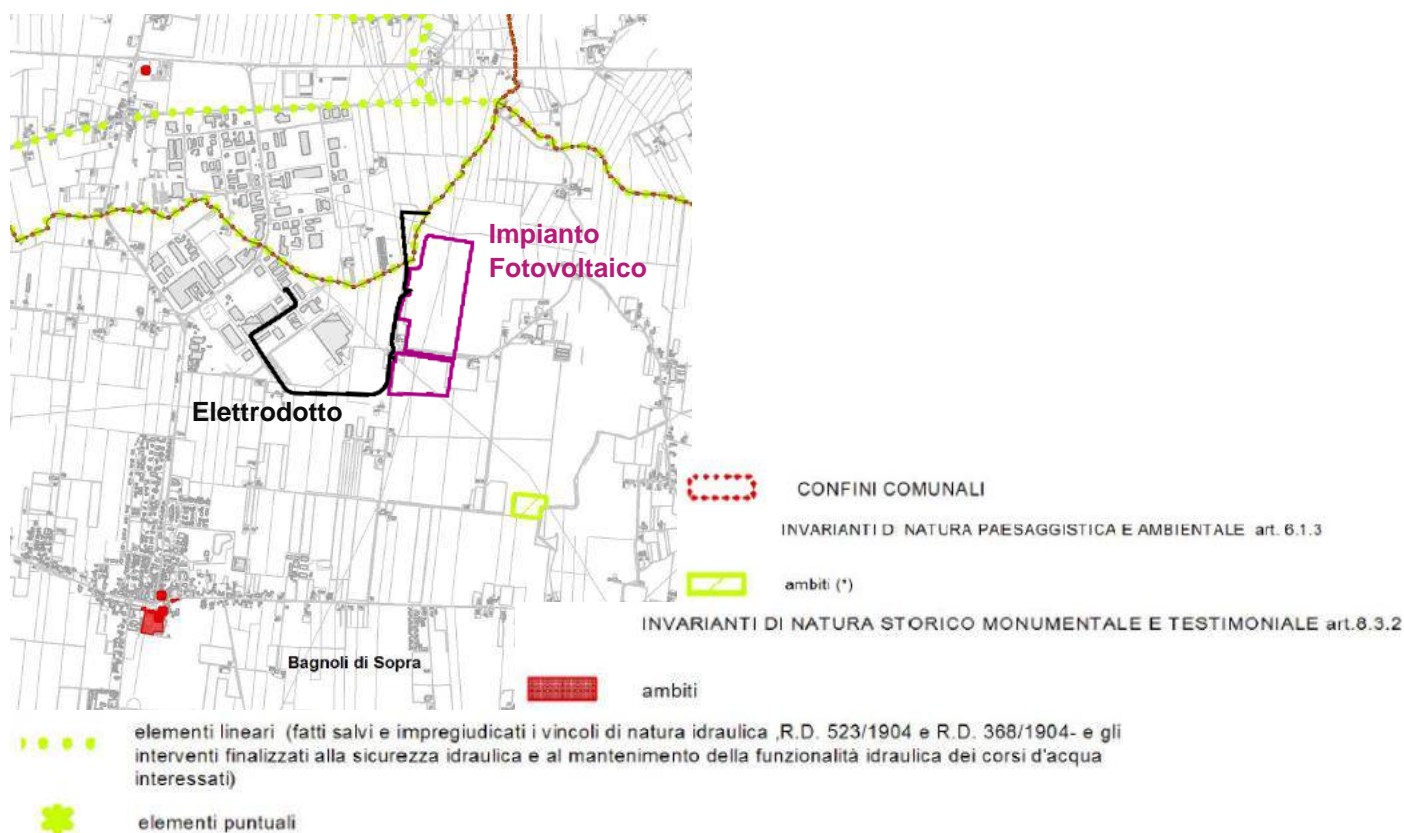 Impianto
Fotovoltaico
Elettrodotto
Bagnoli di Sopra
CONFINI COMUNALI
INVARIANTI D NATURA PAESAGGISTICA E AMBIENTALE art. 6.1.3
ambiti (*)
INVARIANTI DI NATURA STORICO MONUMENTALE E TESTIMONIALE art.8.3.2
ambiti
elementi lineari (fatti salvi e impregiudicati i vincoli di natura idraulica ,R.D. 523/1904 e R.D. 368/1904- e gli
interventi finalizzati alla sicurezza idraulica e al mantenimento della funzionalità idraulica dei corsi d'acqua
interessati)
elementi puntuali